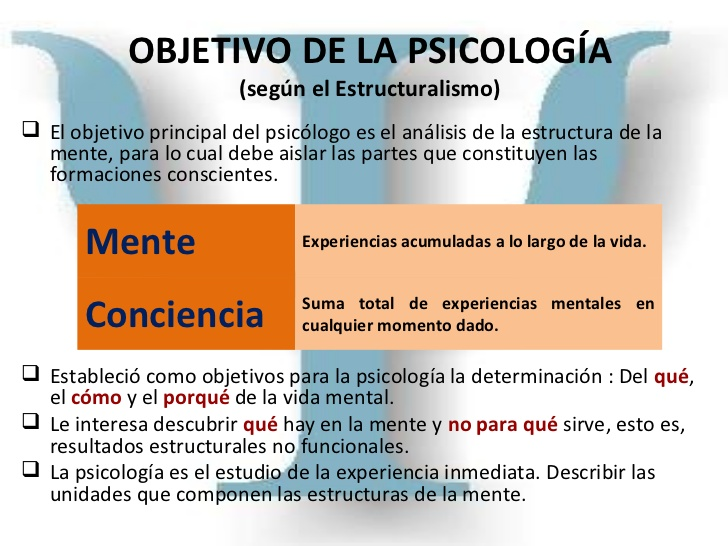 OBJETIVO DE LA PSICOLOGÍA
(según el Estructuralismo)
El objetivo principal del psicólogo es el análisis de la estructura de la
mente, para lo cual debe aislar las partes que constituyen las
formaciones conscientes.
Mente
Experiencias acumuladas a lo largo de la vida.
Conciencia
Suma total de experiencias mentales en
cualquier momento dado.
Estableció como objetivos para la psicología la determinación : Del qué,
el cómo y el porqué de la vida mental.
Le interesa descubrir qué hay en la mente y no para qué sirve, esto es,
resultados estructurales no funcionales.
La psicología es el estudio de la experiencia inmediata. Describir las
unidades que componen las estructuras de la mente.